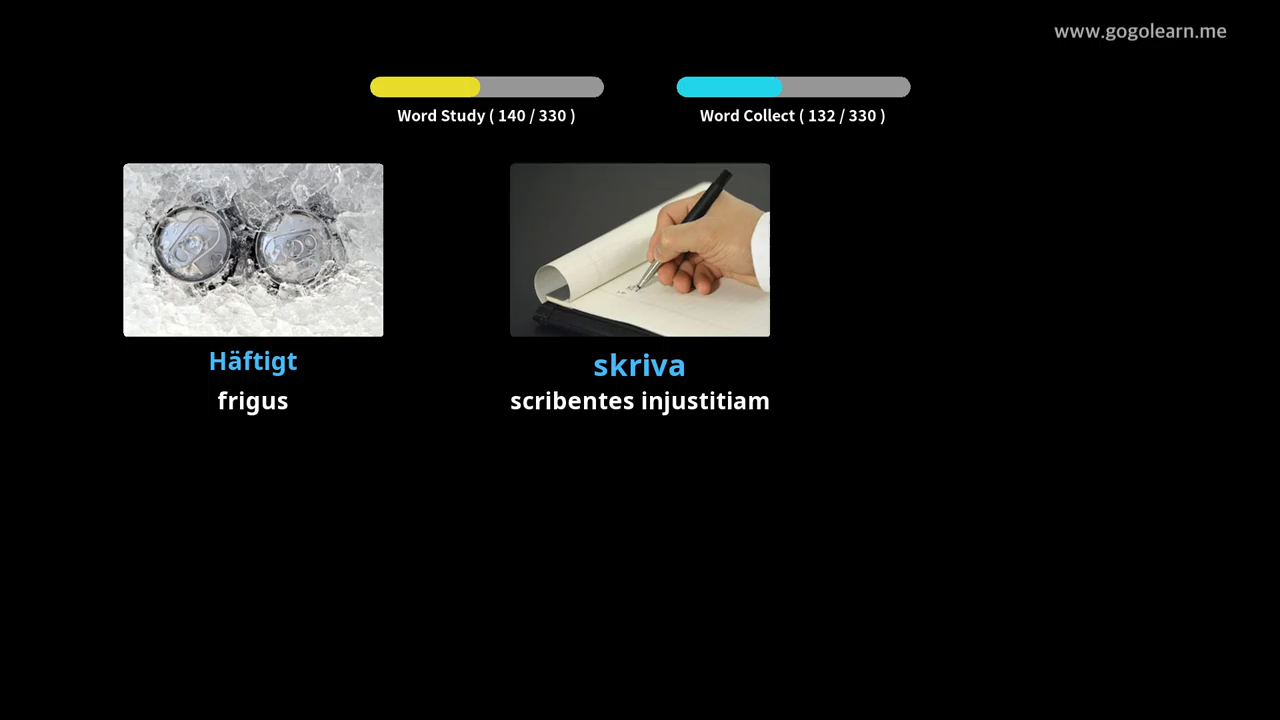 www.gogolearn.me
Word Study ( 140 / 330 )
Word Collect ( 132 / 330 )
Häftigt
frigus
skriva
scribentes injustitiam